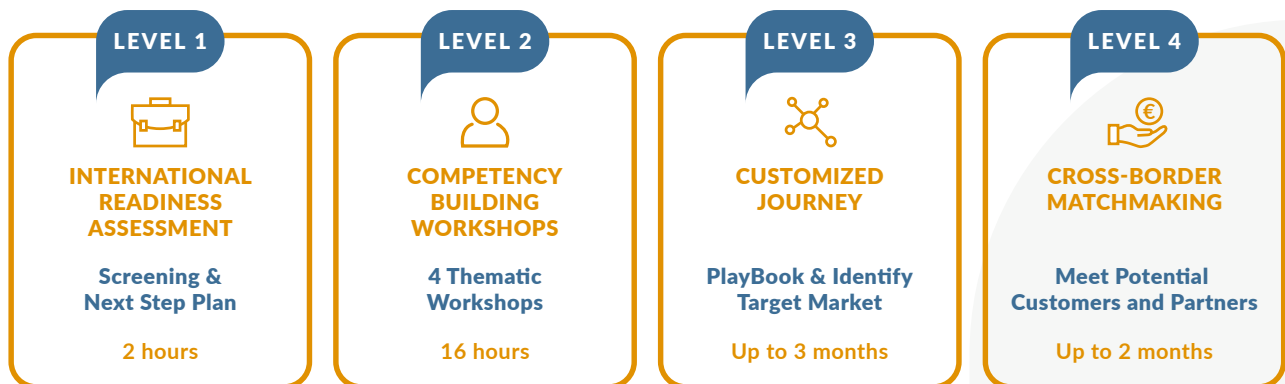 LEVEL 1
INTERNATIONAL
READINESS
ASSESSMENT
Screening &
Next Step Plan
2 hours
LEVEL 2
COMPETENCY
BUILDING
WORKSHOPS
4 Thematic
Workshops
16 hours
LEVEL 3
CUSTOMIZED
JOURNEY
PlayBook & Identify
Target Market
Up to 3 months
LEVEL 4
€
CROSS-BORDER
MATCHMAKING
Meet Potential
Customers and Partners
Up to 2 months